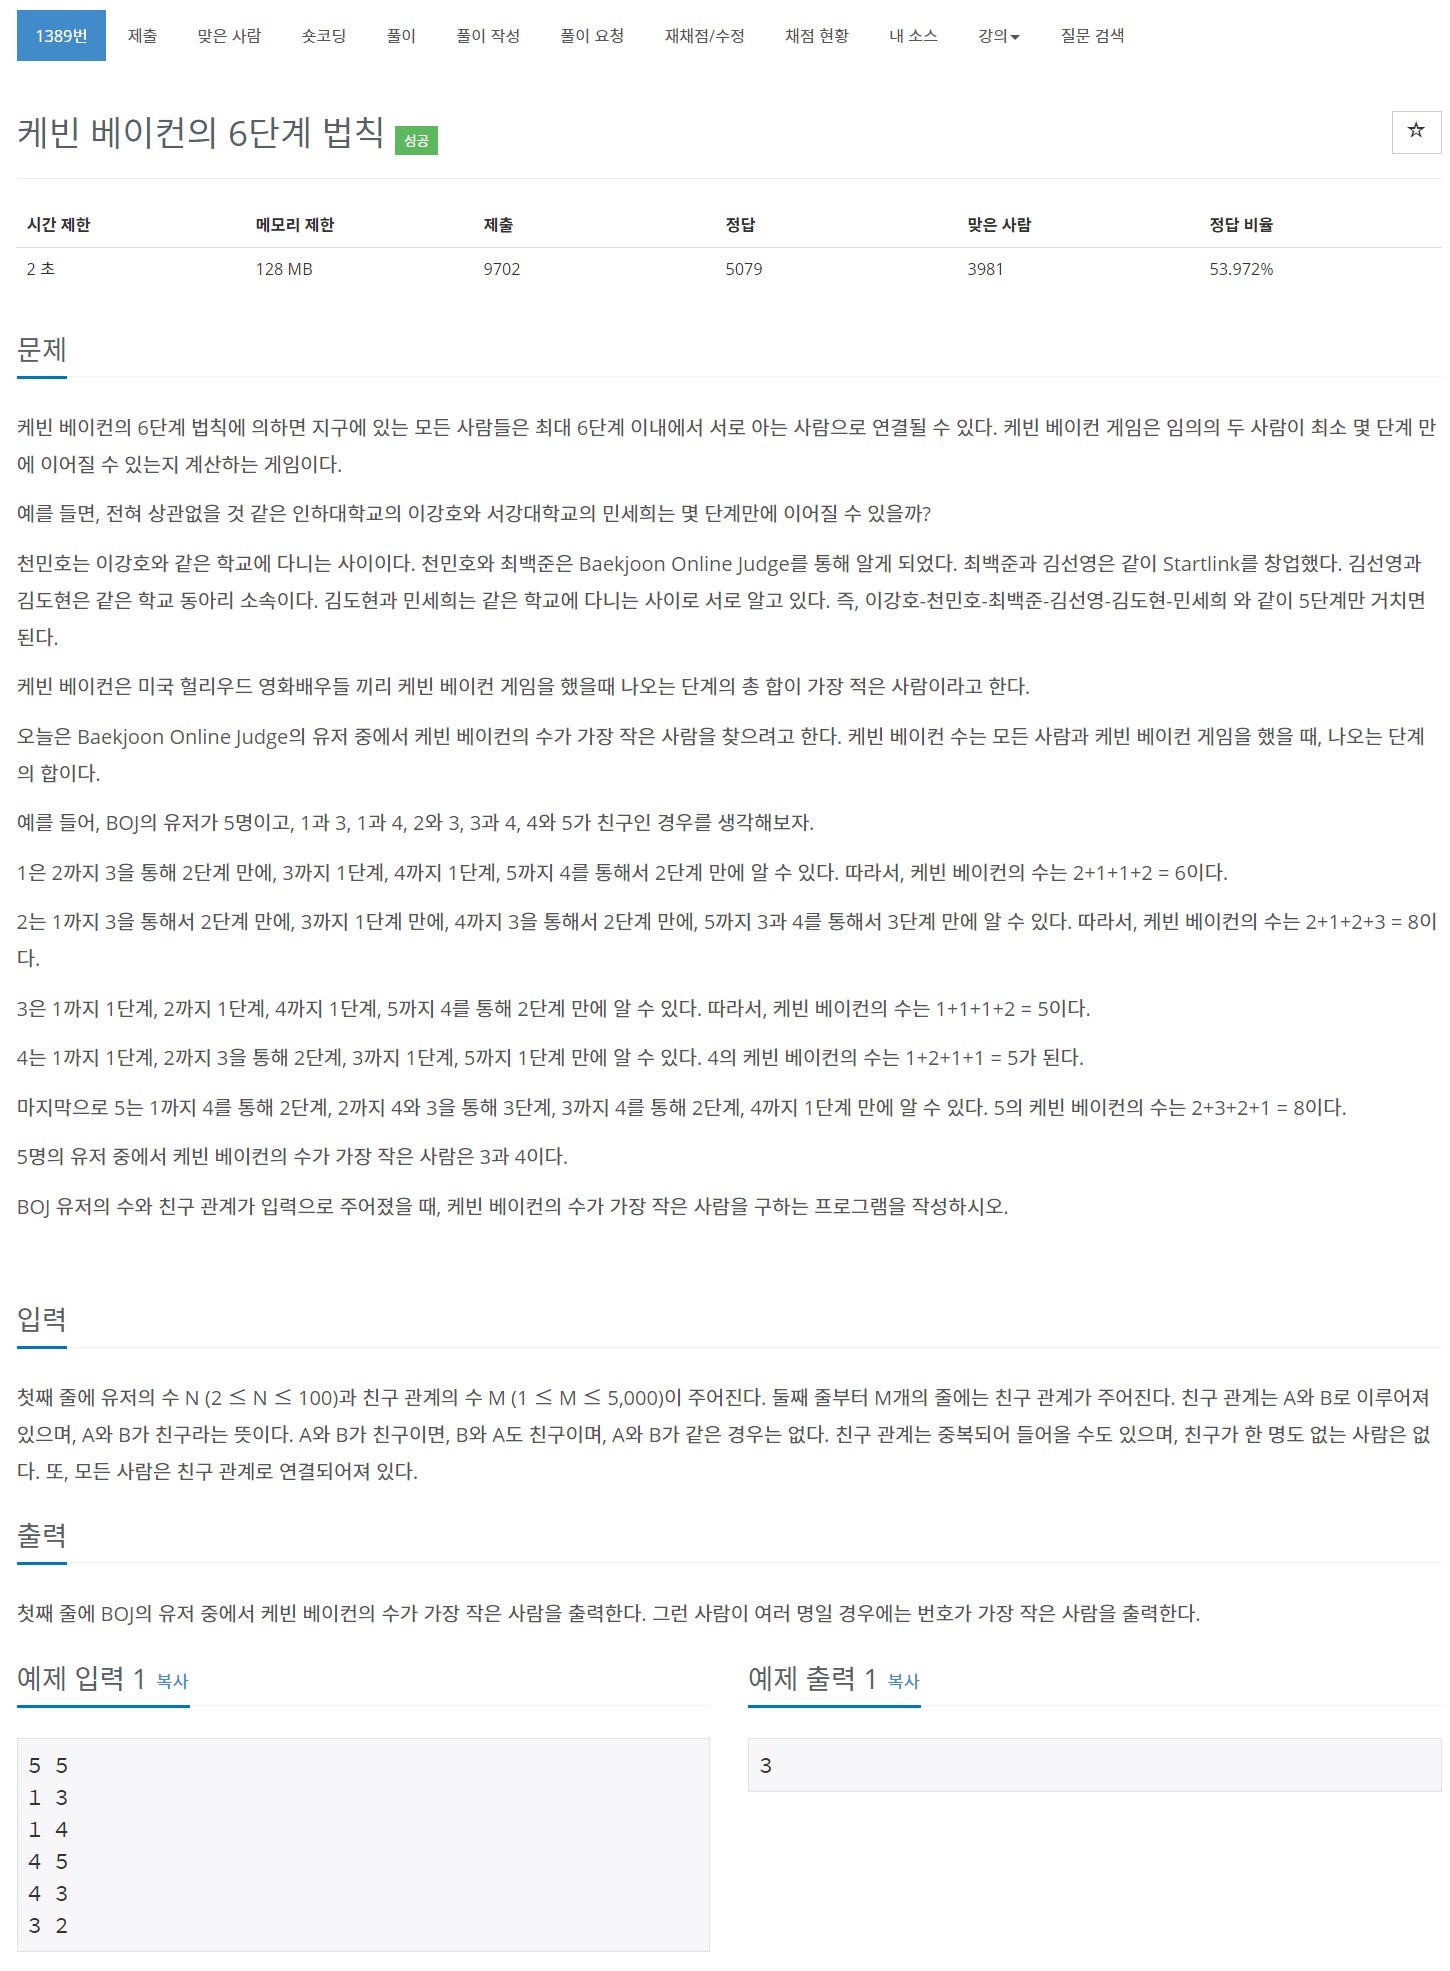 1389번 제출 맞은 사람 숏코딩 풀이 풀이 작성 풀이 요청 재채점/수정 채점 현황 내 소스 강의 질문 검색
케빈 베이컨의 6단계 법칙 성공 ☆
시간 제한 메모리 제한 제출 정답 맞은 사람 정답 비율
2 초 128 MB 9702 5079 3981 53.972%
문제
케빈 베이컨의 6단계 법칙에 의하면 지구에 있는 모든 사람들은 최대 6단계 이내에서 서로 아는 사람으로 연결될 수 있다. 케빈 베이컨 게임은 임의의 두 사람이 최소 몇 단계 만
에 이어질 수 있는지 계산하는 게임이다.
예를 들면, 전혀 상관없을 것 같은 인하대학교의 이강호와 서강대학교의 민세희는 몇 단계만에 이어질 수 있을까?
천민호는 이강호와 같은 학교에 다니는 사이이다. 천민호와 최백준은 Baekjoon Online Judge를 통해 알게 되었다. 최백준과 김선영은 같이 Startlink를 창업했다. 김선영과
김도현은 같은 학교 동아리 소속이다. 김도현과 민세희는 같은 학교에 다니는 사이로 서로 알고 있다. 즉, 이강호-천민호-최백준-김선영-김도현-민세희 와 같이 5단계만 거치면
된다.
케빈 베이컨은 미국 헐리우드 영화배우들 끼리 케빈 베이컨 게임을 했을때 나오는 단계의 총 합이 가장 적은 사람이라고 한다.
오늘은 Baekjoon Online Judge의 유저 중에서 케빈 베이컨의 수가 가장 작은 사람을 찾으려고 한다. 케빈 베이컨 수는 모든 사람과 케빈 베이컨 게임을 했을 때, 나오는 단계
의 합이다.
예를 들어, BOJ의 유저가 5명이고, 1과 3, 1과 4, 2와 3, 3과 4, 4와 5가 친구인 경우를 생각해보자.
1은 2까지 3을 통해 2단계 만에, 3까지 1단계, 4까지 1단계, 5까지 4를 통해서 2단계 만에 알 수 있다. 따라서, 케빈 베이컨의 수는 2+1+1+2 = 6이다.
2는 1까지 3을 통해서 2단계 만에, 3까지 1단계 만에, 4까지 3을 통해서 2단계 만에, 5까지 3과 4를 통해서 3단계 만에 알 수 있다. 따라서, 케빈 베이컨의 수는 2+1+2+3 = 8이
다.
3은 1까지 1단계, 2까지 1단계, 4까지 1단계, 5까지 4를 통해 2단계 만에 알 수 있다. 따라서, 케빈 베이컨의 수는 1+1+1+2 = 5이다.
4는 1까지 1단계, 2까지 3을 통해 2단계, 3까지 1단계, 5까지 1단계 만에 알 수 있다. 4의 케빈 베이컨의 수는 1+2+1+1 = 5가 된다.
마지막으로 5는 1까지 4를 통해 2단계, 2까지 4와 3을 통해 3단계, 3까지 4를 통해 2단계, 4까지 1단계 만에 알 수 있다. 5의 케빈 베이컨의 수는 2+3+2+1 = 8이다.
5명의 유저 중에서 케빈 베이컨의 수가 가장 작은 사람은 3과 4이다.
BOJ 유저의 수와 친구 관계가 입력으로 주어졌을 때, 케빈 베이컨의 수가 가장 작은 사람을 구하는 프로그램을 작성하시오.
입력
첫째 줄에 유저의 수 N (2 ≤ N ≤ 100)과 친구 관계의 수 M (1 ≤ M ≤ 5,000)이 주어진다. 둘째 줄부터 M개의 줄에는 친구 관계가 주어진다. 친구 관계는 A와 B로 이루어져
있으며, A와 B가 친구라는 뜻이다. A와 B가 친구이면, B와 A도 친구이며, A와 B가 같은 경우는 없다. 친구 관계는 중복되어 들어올 수도 있으며, 친구가 한 명도 없는 사람은 없
다. 또, 모든 사람은 친구 관계로 연결되어져 있다.
출력
첫째 줄에 BOJ의 유저 중에서 케빈 베이컨의 수가 가장 작은 사람을 출력한다. 그런 사람이 여러 명일 경우에는 번호가 가장 작은 사람을 출력한다.
예제 입력 1 복사
5 5
1 3
1 4
4 5
4 3
3 2
예제 출력 1 복사
3